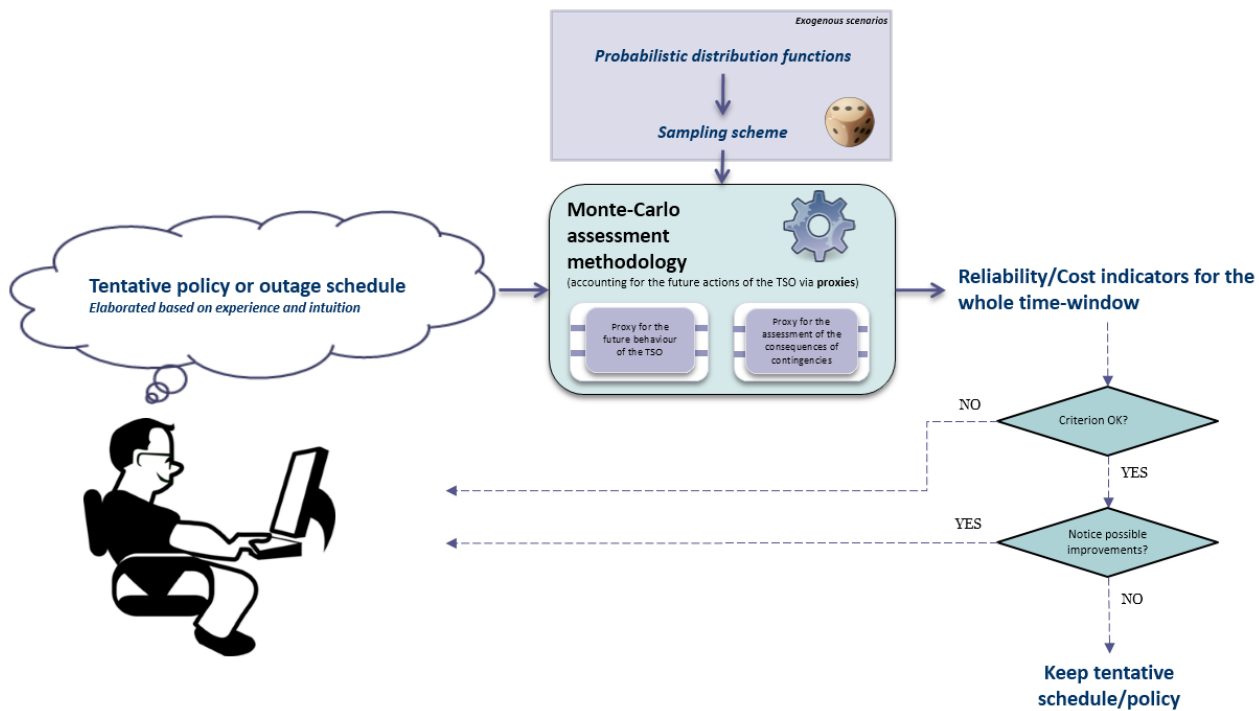 Exogenous scenarios
Probabilistic distribution functions
Sampling scheme
Monte-Carlo
assessment
methodology
(accounting for the future actions of the TSO via proxies)
Tentative policy or outage schedule
Elaborated based on experience and intuition
Proxy for the
future behaviour
of the TSO
Proxy for the
assessment of the
consequences of
contingencies
Reliability/Cost indicators for the
whole time-window
NO
Criterion OK?
YES
YES
Notice possible
improvements?
NO
Keep tentative
schedule/policy